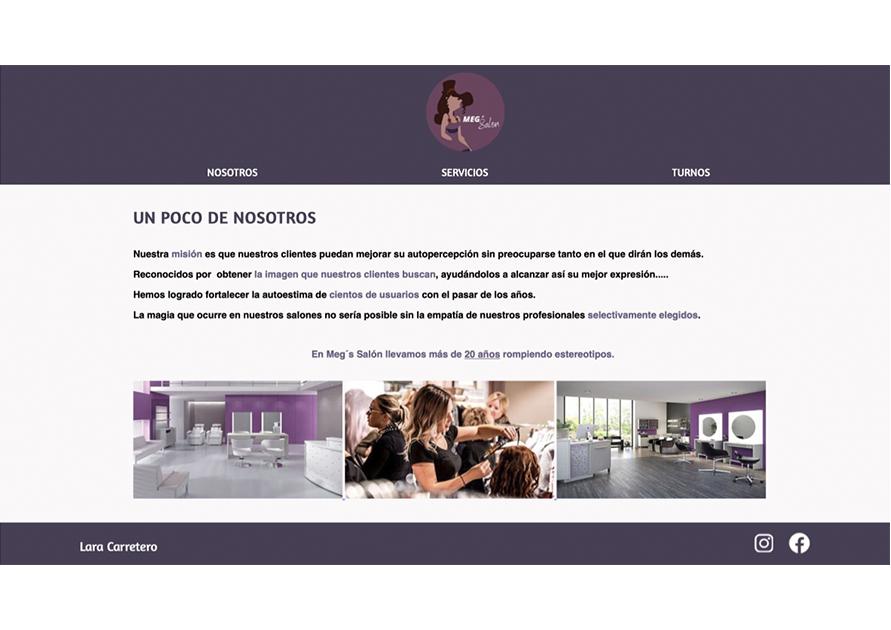 MEG´s
Salon
NOSOTROS SERVICIOS TURNOS
UN POCO DE NOSOTROS
Nuestra misión es que nuestros clientes puedan mejorar su autopercepción sin preocuparse tanto en el que dirán los demás.
Reconocidos por  obtener la imagen que nuestros clientes buscan, ayudándolos a alcanzar así su mejor expresión.....
Hemos logrado fortalecer la autoestima de cientos de usuarios con el pasar de los años.
La magia que ocurre en nuestros salones no sería posible sin la empatía de nuestros profesionales selectivamente elegidos.
En Meg´s Salón llevamos más de 20 años rompiendo estereotipos.
Lara Carretero